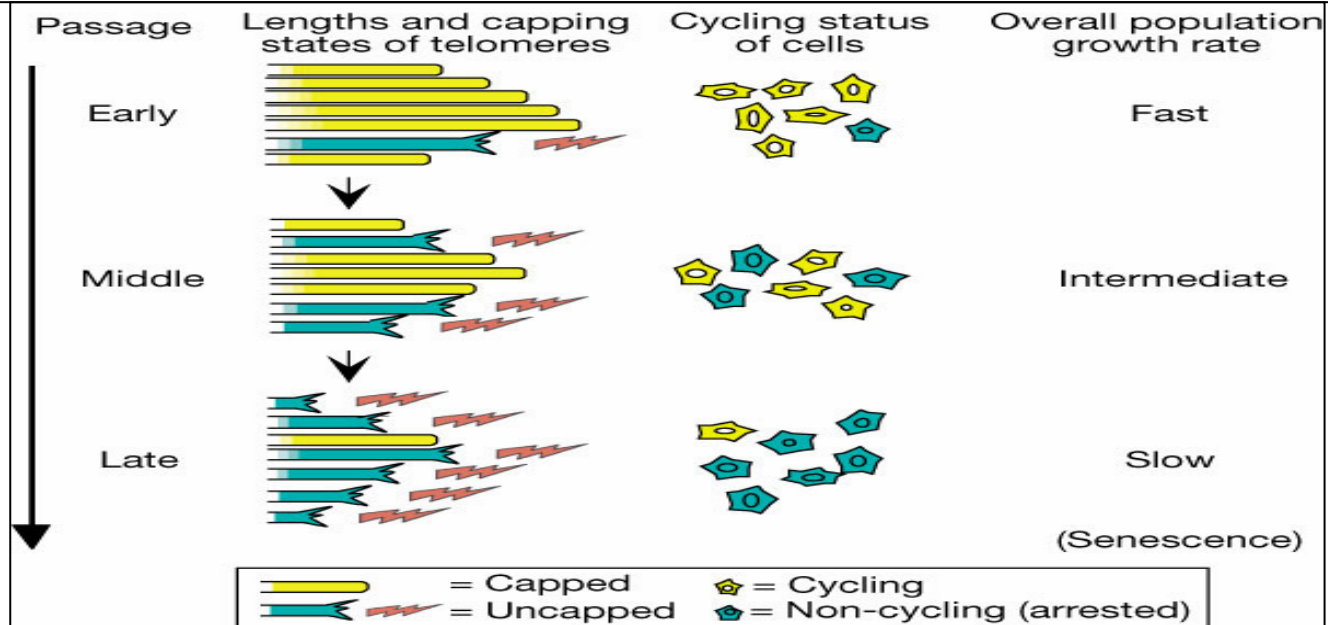 Passage
Lengths and capping
states of telomeres
Cycling status
of cells
Overall population
growth rate
Early
Fast
Middle
Intermediate
Late
Slow
(Senescence)
= Capped
= Cycling
= Uncapped
= Non-cycling (arrested)